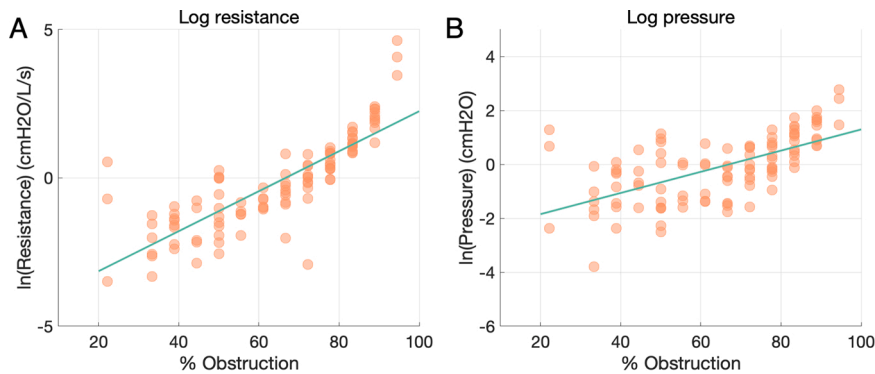 A
Log resistance
ln(Resistance) (cmH2O/L/s)
5
0
-5
20 40 60 80 100
% Obstruction
B
Log pressure
ln(Pressure) (cmH2O)
4
2
0
-2
-4
-6
20 40 60 80 100
% Obstruction